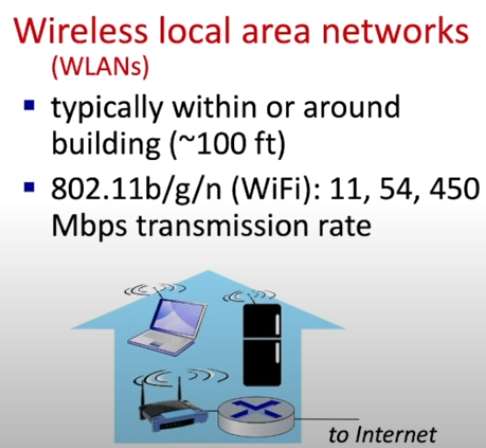 Wireless local area networks
(WLANs)
▪ typically within or around
building (~100 ft)
▪ 802.11b/g/n (WiFi): 11, 54, 450
Mbps transmission rate
to Internet